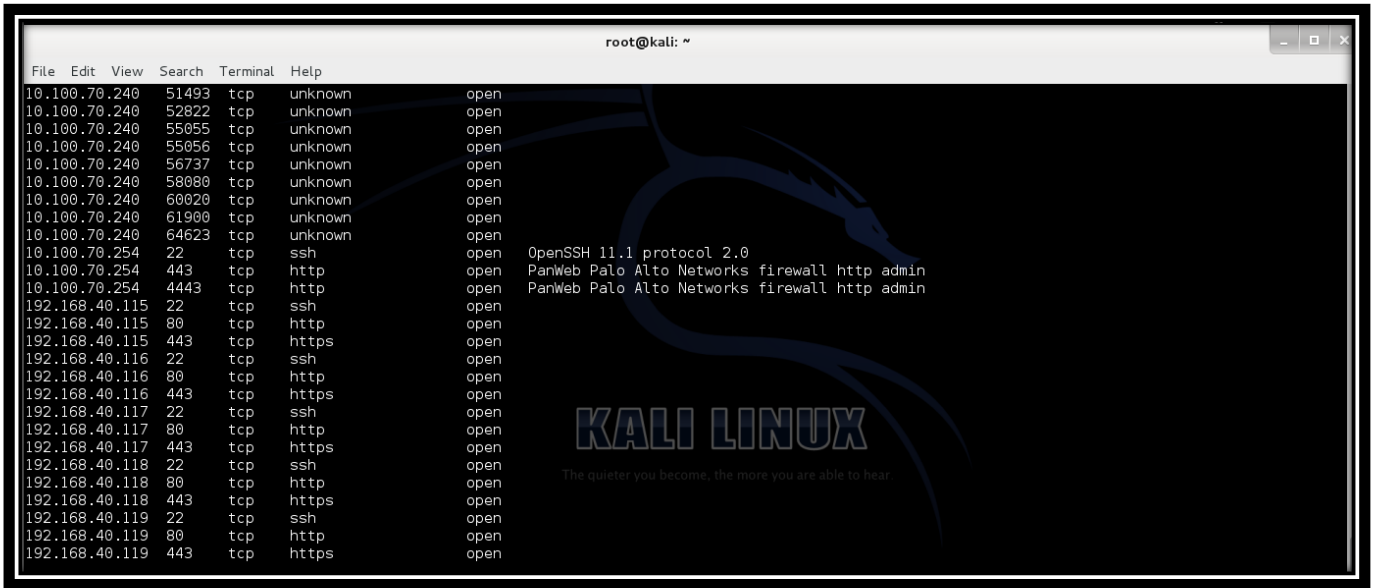 root@kali: ~
File Edit View Search Terminal Help
10.100.70.240 51493 tcp unknown open
10.100.70.240 52822 tcp unknown open
10.100.70.240 55055 tcp unknown open
10.100.70.240 55056 tcp unknown open
10.100.70.240 56737 tcp unknown open
10.100.70.240 58080 tcp unknown open
10.100.70.240 60020 tcp unknown open
10.100.70.240 61900 tcp unknown open
10.100.70.240 64623 tcp unknown open
10.100.70.254 22 tcp ssh open OpenSSH 11.1 protocol 2.0
10.100.70.254 443 tcp http open PanWeb Palo Alto Networks firewall http admin
10.100.70.254 4443 tcp http open PanWeb Palo Alto Networks firewall http admin
192.168.40.115 22 tcp ssh open
192.168.40.115 80 tcp http open
192.168.40.115 443 tcp https open
192.168.40.116 22 tcp ssh open
192.168.40.116 80 tcp http open
192.168.40.116 443 tcp https open
192.168.40.117 22 tcp ssh open
192.168.40.117 80 tcp http open
192.168.40.117 443 tcp https open
192.168.40.118 22 tcp ssh open
192.168.40.118 80 tcp http open
192.168.40.118 443 tcp https open
192.168.40.119 22 tcp ssh open
192.168.40.119 80 tcp http open
192.168.40.119 443 tcp https open
KALI LINUX
The quieter you become, the more you are able to hear.